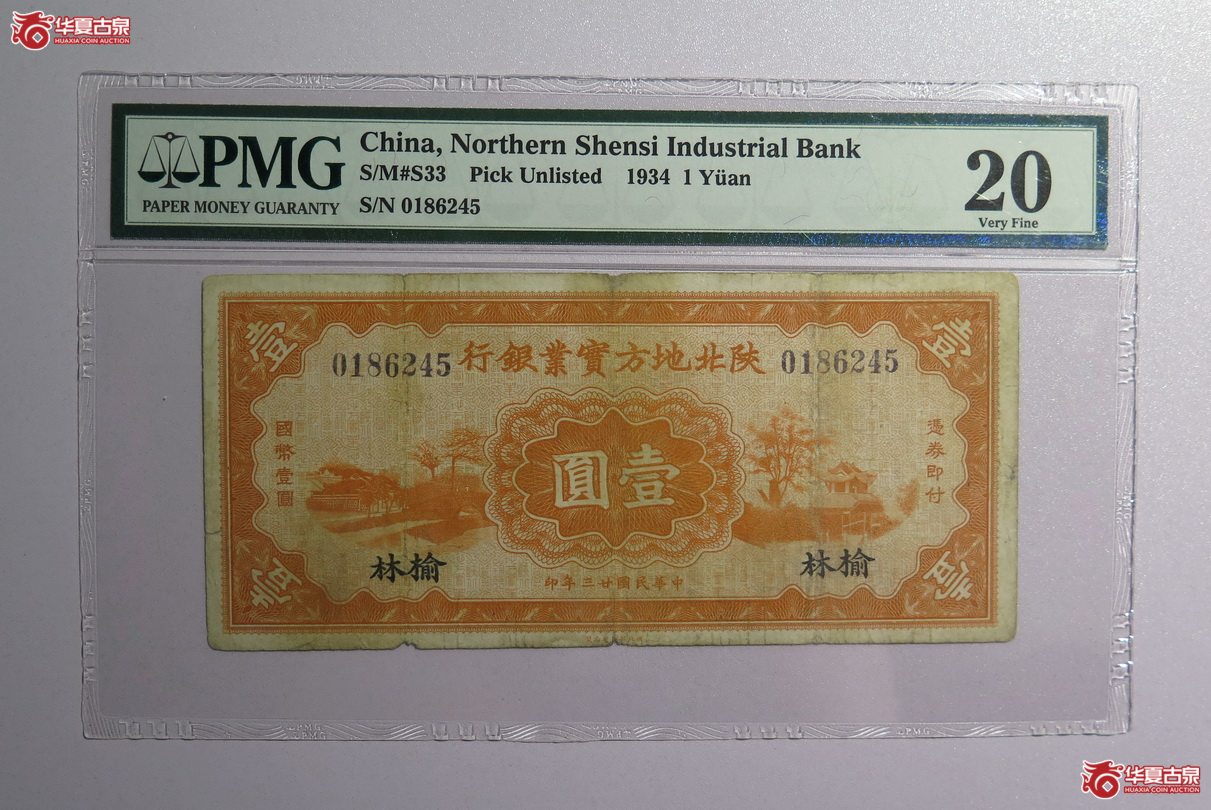 华夏古泉
HUAXIA COIN AUCTION
PMG
PAPER MONEY GUARANTY
China, Northern Shensi Industrial Bank
S/M#S33 Pick Unlisted 1934 1 Yüan
S/N 0186245
20
Very Fine
壹
壹
0186245
陝北地方實業銀行
0186245
國幣壹圓
憑券即付
壹圓
榆林
榆林
中華民國廿三年印
壹
壹
华夏古泉
HUAXIA COIN AUCTION